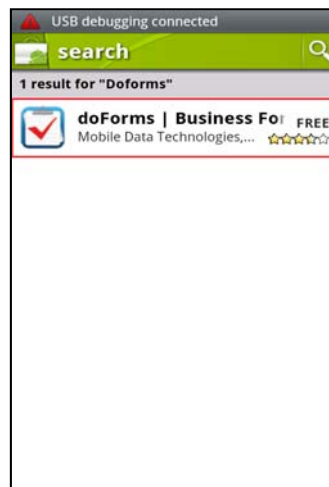 USB debugging connected
search
1 result for "Doforms"
doForms | Business For
FREE
Mobile Data Technologies,...